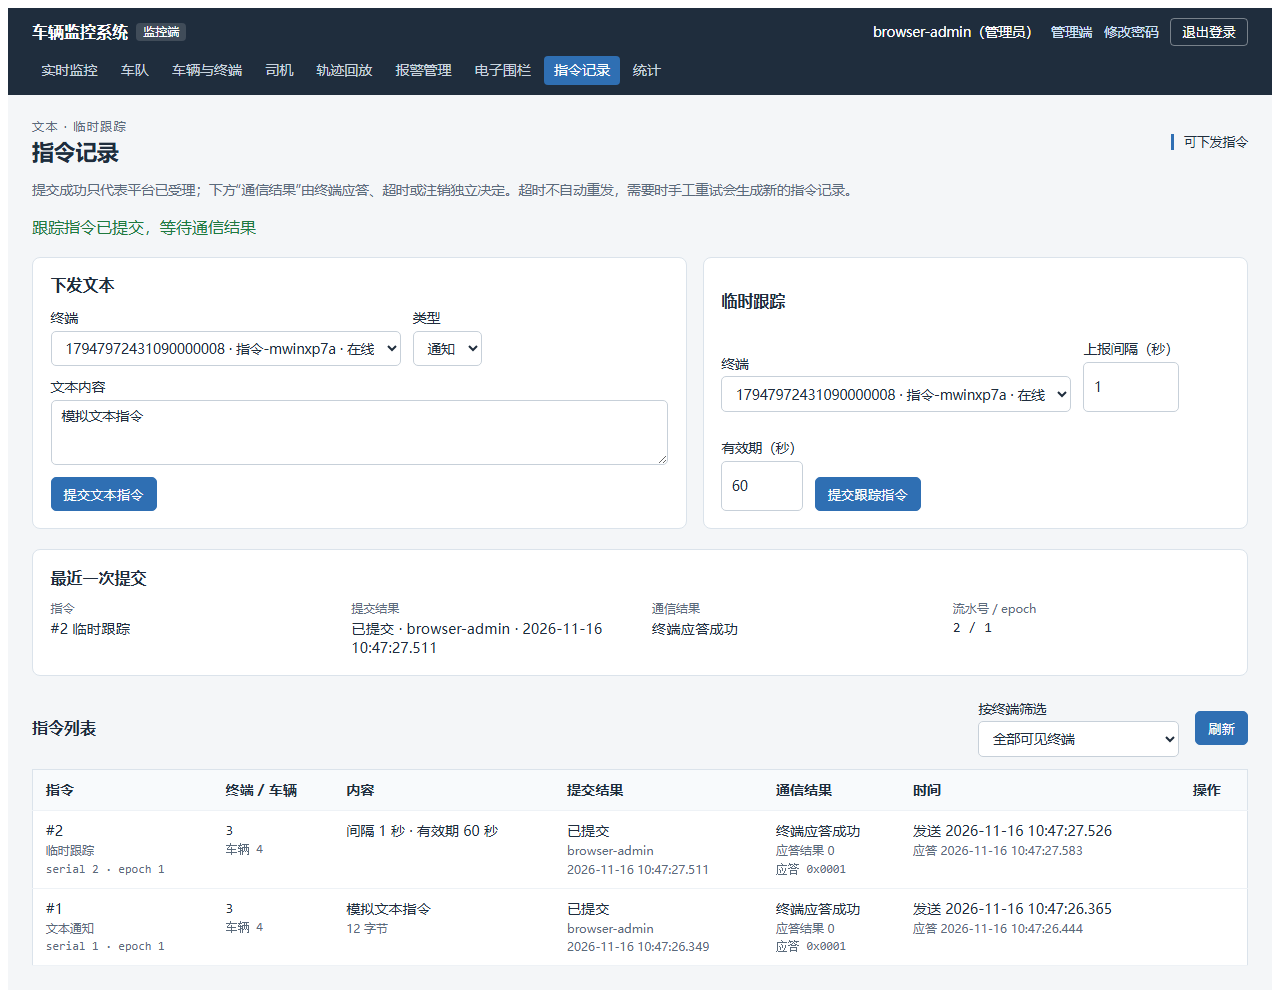 车辆监控系统 监控端
browser-admin（管理员） 管理端 修改密码 退出登录
实时监控 车队 车辆与终端 司机 轨迹回放 报警管理 电子围栏 指令记录 统计
文本 · 临时跟踪
指令记录
可下发指令
提交成功只代表平台已受理；下方“通信结果”由终端应答、超时或注销独立决定。超时不自动重发，需要时手工重试会生成新的指令记录。
跟踪指令已提交，等待通信结果
下发文本
终端 类型
17947972431090000008 · 指令-mwinxp7a · 在线 通知
文本内容
模拟文本指令
提交文本指令
临时跟踪
终端 上报间隔（秒）
17947972431090000008 · 指令-mwinxp7a · 在线 1
有效期（秒）
60 提交跟踪指令
最近一次提交
指令 提交结果 通信结果 流水号 / epoch
#2 临时跟踪 已提交 · browser-admin · 2026-11-16 终端应答成功 2 / 1
10:47:27.511
指令列表
按终端筛选
全部可见终端 刷新
指令 终端 / 车辆 内容 提交结果 通信结果 时间 操作
#2 3 间隔 1 秒 · 有效期 60 秒 已提交 终端应答成功 发送 2026-11-16 10:47:27.526
临时跟踪 车辆 4 browser-admin 应答结果 0 应答 2026-11-16 10:47:27.583
serial 2 · epoch 1 2026-11-16 10:47:27.511 应答 0x0001
#1 3 模拟文本指令 已提交 终端应答成功 发送 2026-11-16 10:47:26.365
文本通知 车辆 4 12 字节 browser-admin 应答结果 0 应答 2026-11-16 10:47:26.444
serial 1 · epoch 1 2026-11-16 10:47:26.349 应答 0x0001